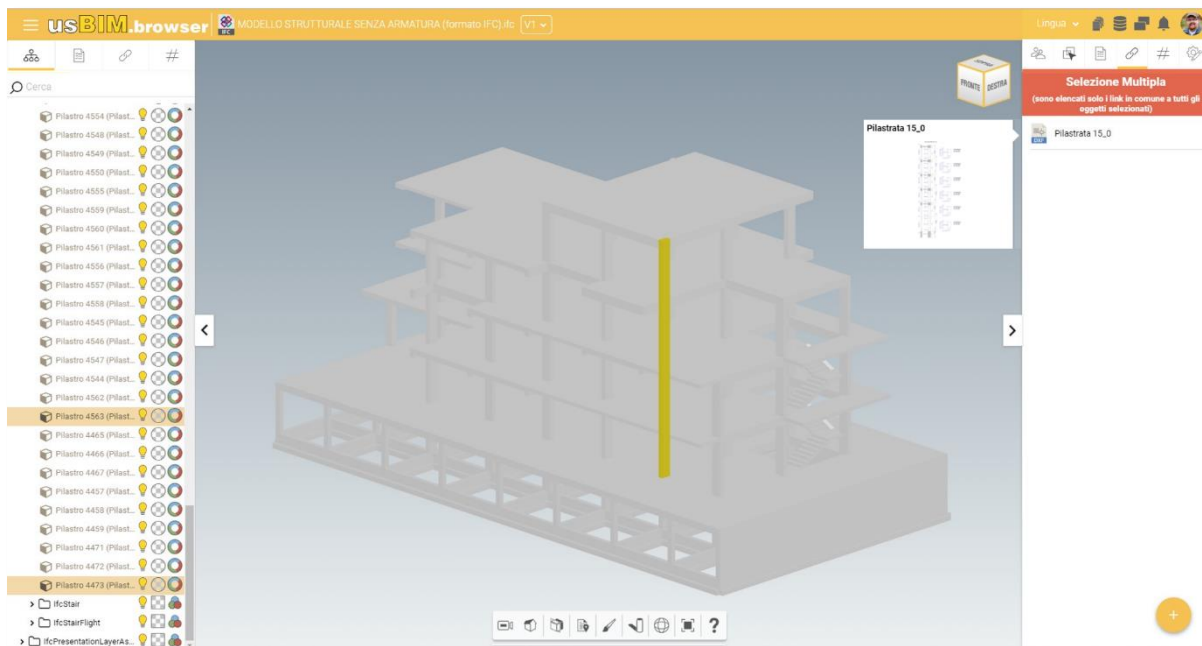 usBIM.browser
IFC
MODELLO STRUTTURALE SENZA ARMATURA (formato IFC).ifc
V1
Lingua
Cerca
Pilastro 4554 (Pilast...
Pilastro 4548 (Pilast...
Pilastro 4549 (Pilast...
Pilastro 4550 (Pilast...
Pilastro 4555 (Pilast...
Pilastro 4559 (Pilast...
Pilastro 4560 (Pilast...
Pilastro 4561 (Pilast...
Pilastro 4556 (Pilast...
Pilastro 4557 (Pilast...
Pilastro 4558 (Pilast...
Pilastro 4545 (Pilast...
Pilastro 4546 (Pilast...
Pilastro 4547 (Pilast...
Pilastro 4544 (Pilast...
Pilastro 4562 (Pilast...
Pilastro 4563 (Pilast...
Pilastro 4465 (Pilast...
Pilastro 4466 (Pilast...
Pilastro 4467 (Pilast...
Pilastro 4457 (Pilast...
Pilastro 4458 (Pilast...
Pilastro 4459 (Pilast...
Pilastro 4471 (Pilast...
Pilastro 4472 (Pilast...
Pilastro 4473 (Pilast...
IfcStair
IfcStairFlight
IfcPresentationLayerAs...
FRONTE
DESTRA
Pilastrata 15_0
Selezione Multipla
(sono elencati solo i link in comune a tutti gli
oggetti selezionati)
Pilastrata 15_0